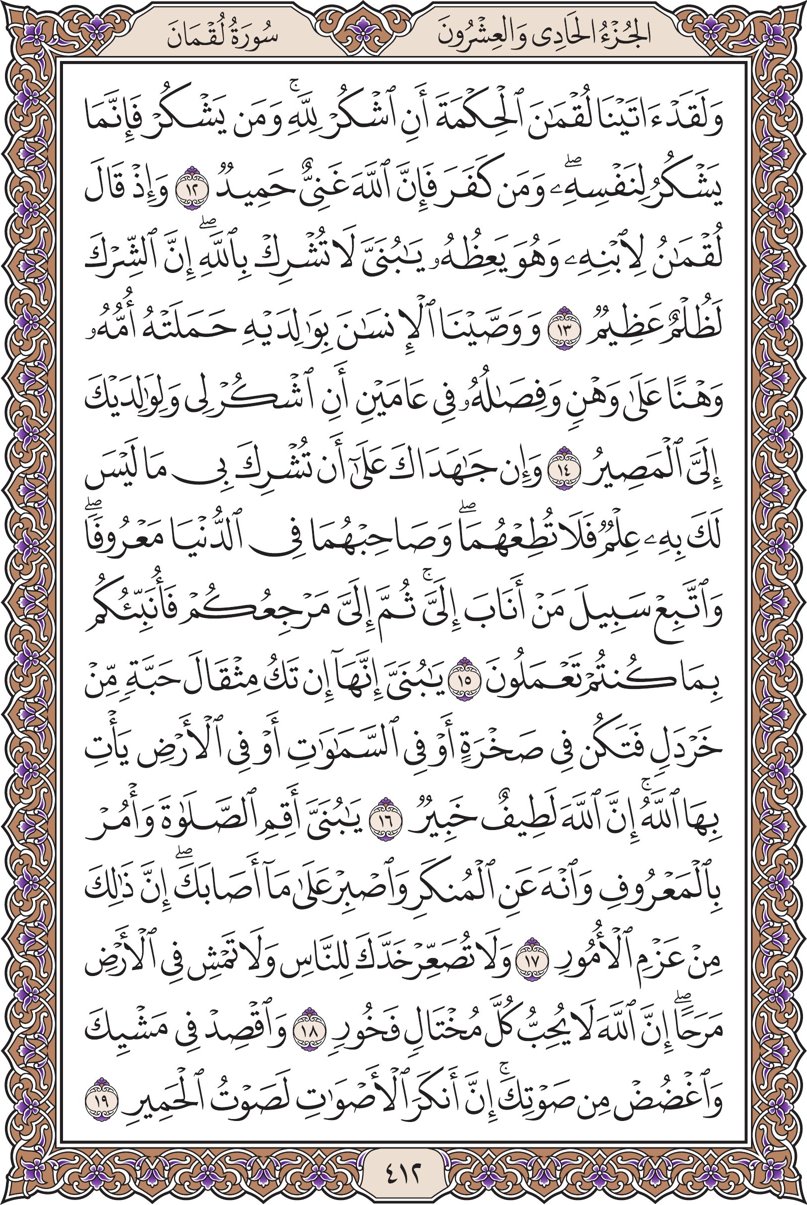 الجُزْءُ الحَادِي وَالعِشْرُونَ
سُورَةُ لُقْمَانَ
وَلَقَدْ ءَاتَيْنَا لُقْمَٰنَ ٱلْحِكْمَةَ أَنِ ٱشْكُرْ لِلَّهِۚ وَمَن يَشْكُرْ فَإِنَّمَا
يَشْكُرُ لِنَفْسِهِۦۖ وَمَن كَفَرَ فَإِنَّ ٱللَّهَ غَنِىٌّ حَمِيدٌ ١٢ وَإِذْ قَالَ
لُقْمَٰنُ لِٱبْنِهِۦ وَهُوَ يَعِظُهُۥ يَٰبُنَىَّ لَا تُشْرِكْ بِٱللَّهِۖ إِنَّ ٱلشِّرْكَ
لَظُلْمٌ عَظِيمٌ ١٣ وَوَصَّيْنَا ٱلْإِنسَٰنَ بِوَٰلِدَيْهِ حَمَلَتْهُ أُمُّهُۥ
وَهْنًا عَلَىٰ وَهْنٍ وَفِصَٰلُهُۥ فِى عَامَيْنِ أَنِ ٱشْكُرْ لِى وَلِوَٰلِدَيْكَ
إِلَىَّ ٱلْمَصِيرُ ١٤ وَإِن جَٰهَدَاكَ عَلَىٰٓ أَن تُشْرِكَ بِى مَا لَيْسَ
لَكَ بِهِۦ عِلْمٌ فَلَا تُطِعْهُمَاۖ وَصَاحِبْهُمَا فِى ٱلدُّنْيَا مَعْرُوفًاۖ
وَٱتَّبِعْ سَبِيلَ مَنْ أَنَابَ إِلَىَّۚ ثُمَّ إِلَىَّ مَرْجِعُكُمْ فَأُنَبِّئُكُم
بِمَا كُنتُمْ تَعْمَلُونَ ١٥ يَٰبُنَىَّ إِنَّهَآ إِن تَكُ مِثْقَالَ حَبَّةٍ مِّنْ
خَرْدَلٍ فَتَكُن فِى صَخْرَةٍ أَوْ فِى ٱلسَّمَٰوَٰتِ أَوْ فِى ٱلْأَرْضِ يَأْتِ
بِهَا ٱللَّهُۚ إِنَّ ٱللَّهَ لَطِيفٌ خَبِيرٌ ١٦ يَٰبُنَىَّ أَقِمِ ٱلصَّلَوٰةَ وَأْمُرْ
بِٱلْمَعْرُوفِ وَٱنْهَ عَنِ ٱلْمُنكَرِ وَٱصْبِرْ عَلَىٰ مَآ أَصَابَكَۖ إِنَّ ذَٰلِكَ
مِنْ عَزْمِ ٱلْأُمُورِ ١٧ وَلَا تُصَعِّرْ خَدَّكَ لِلنَّاسِ وَلَا تَمْشِ فِى ٱلْأَرْضِ
مَرَحًاۖ إِنَّ ٱللَّهَ لَا يُحِبُّ كُلَّ مُخْتَالٍ فَخُورٍ ١٨ وَٱقْصِدْ فِى مَشْيِكَ
وَٱغْضُضْ مِن صَوْتِكَۚ إِنَّ أَنكَرَ ٱلْأَصْوَٰتِ لَصَوْتُ ٱلْحَمِيرِ ١٩
٤١٢